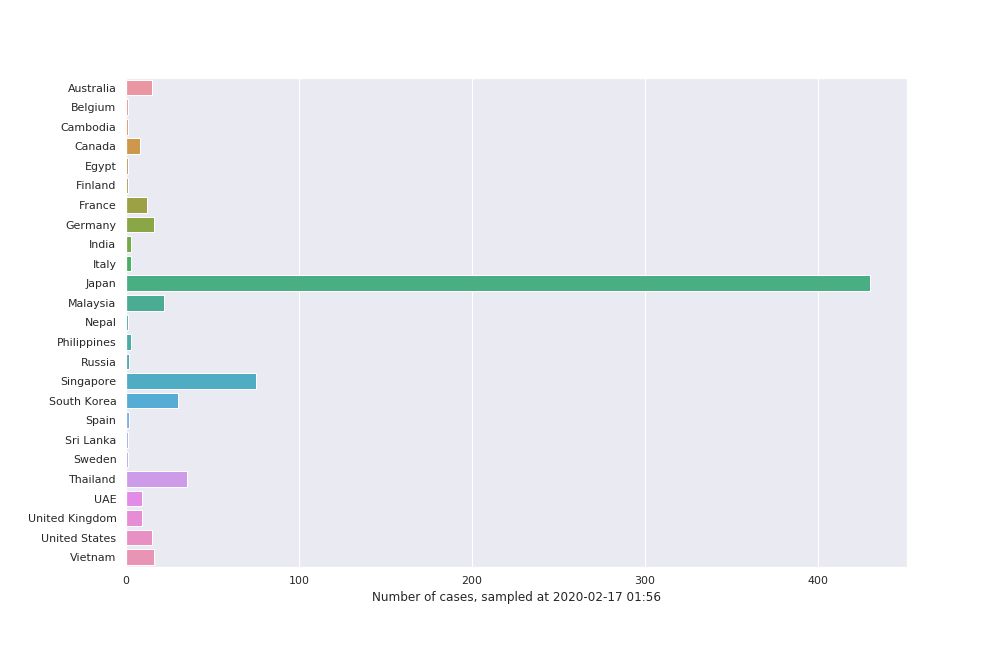 Australia
Belgium
Cambodia
Canada
Egypt
Finland
France
Germany
India
Italy
Japan
Malaysia
Nepal
Philippines
Russia
Singapore
South Korea
Spain
Sri Lanka
Sweden
Thailand
UAE
United Kingdom
United States
Vietnam
0 100 200 300 400
Number of cases, sampled at 2020-02-17 01:56